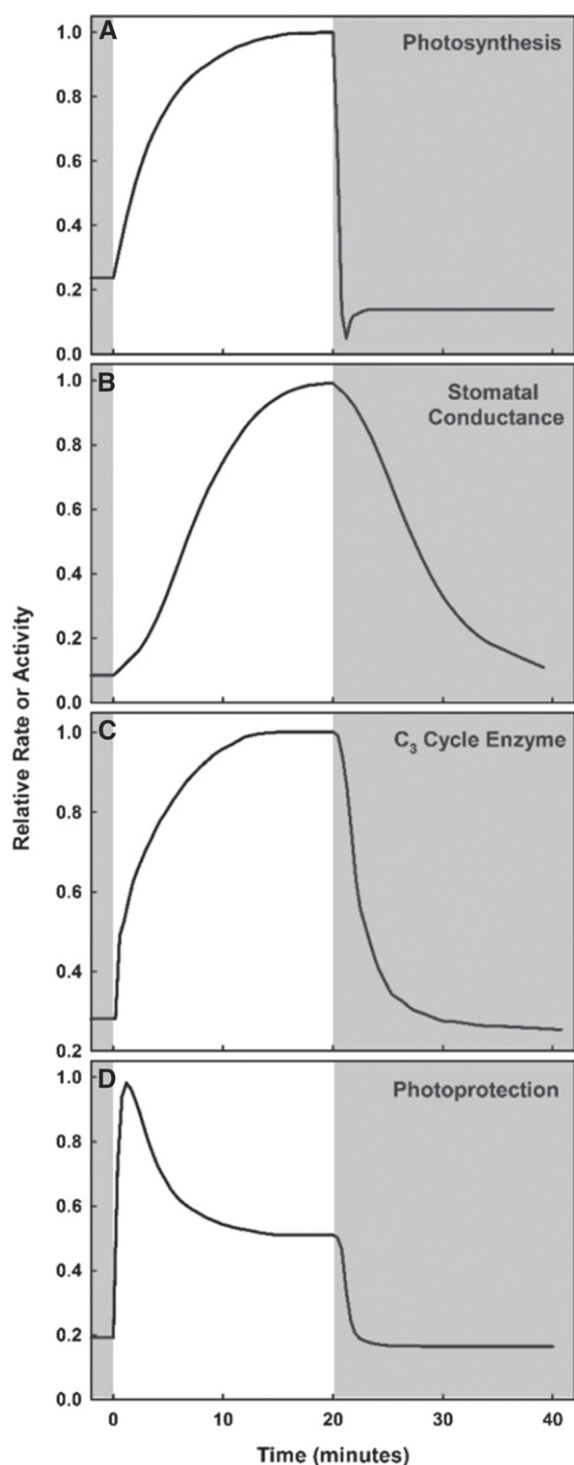 A
Photosynthesis
1.0
0.8
0.6
0.4
0.2
0.0
B
Stomatal
Conductance
1.0
0.8
0.6
0.4
0.2
0.0
Relative Rate or Activity
C
C₃ Cycle Enzyme
1.0
0.8
0.6
0.4
0.2
D
Photoprotection
1.0
0.8
0.6
0.4
0.2
0.0
0 10 20 30 40
Time (minutes)